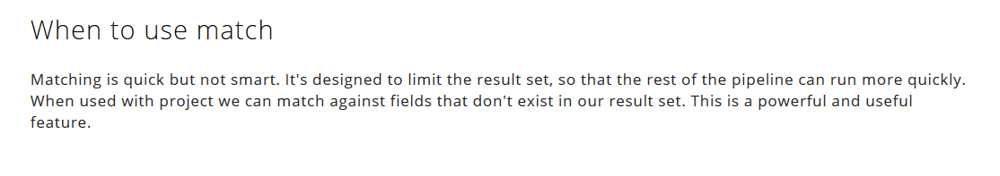 When to use match
Matching is quick but not smart. It's designed to limit the result set, so that the rest of the pipeline can run more quickly.
When used with project we can match against fields that don't exist in our result set. This is a powerful and useful
feature.